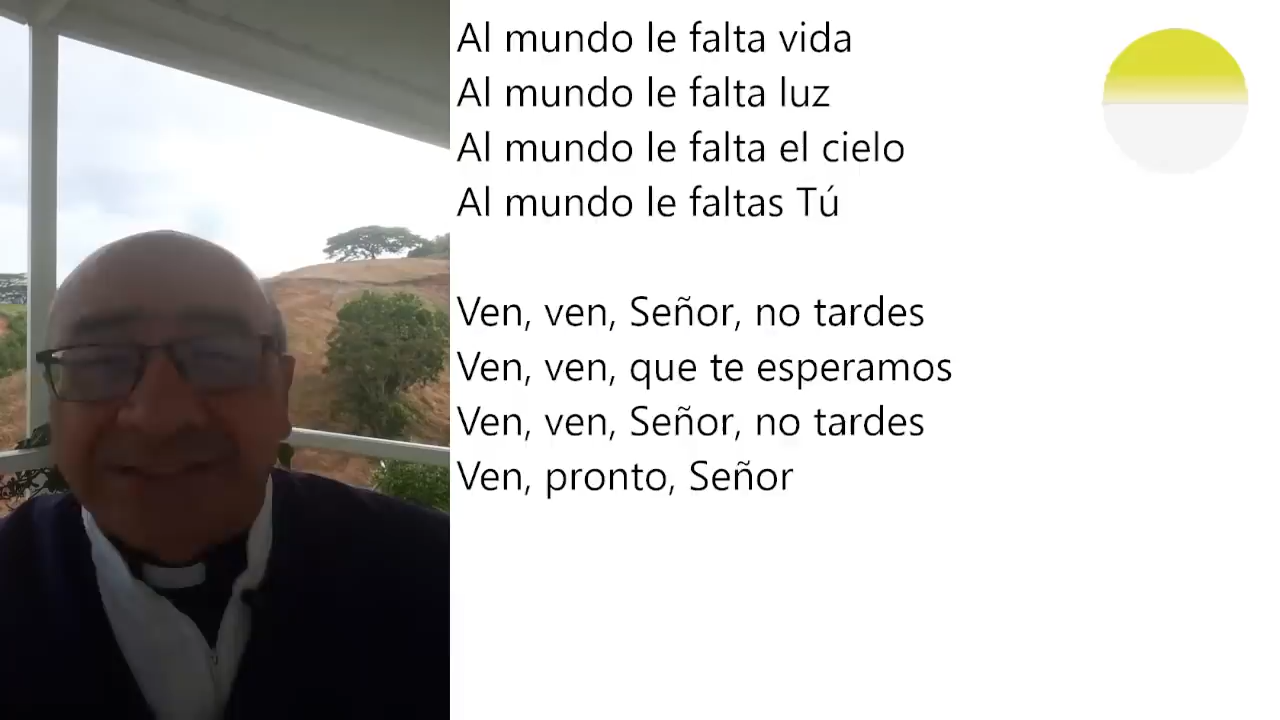 Al mundo le falta vida
Al mundo le falta luz
Al mundo le falta el cielo
Al mundo le faltas Tú
Ven, ven, Señor, no tardes
Ven, ven, que te esperamos
Ven, ven, Señor, no tardes
Ven, pronto, Señor